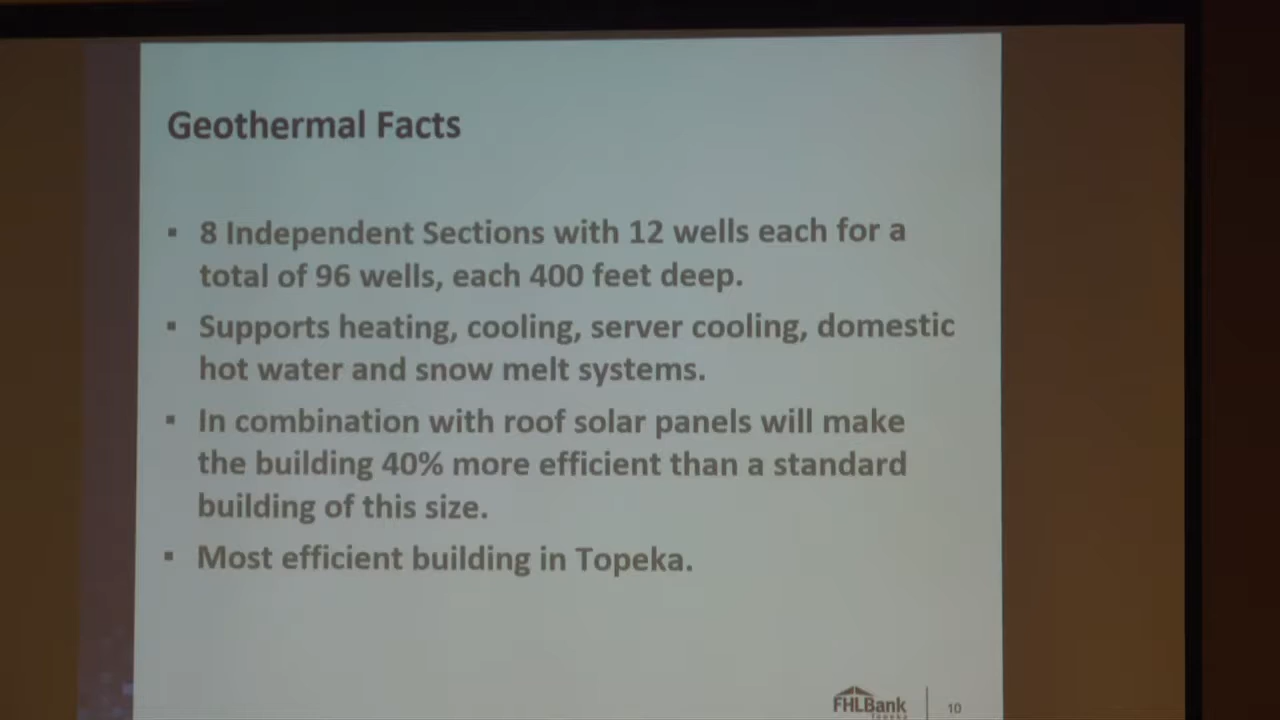 Geothermal Facts
▪ 8 Independent Sections with 12 wells each for a
total of 96 wells, each 400 feet deep.
▪ Supports heating, cooling, server cooling, domestic
hot water and snow melt systems.
▪ In combination with roof solar panels will make
the building 40% more efficient than a standard
building of this size.
▪ Most efficient building in Topeka.
FHLBank
10